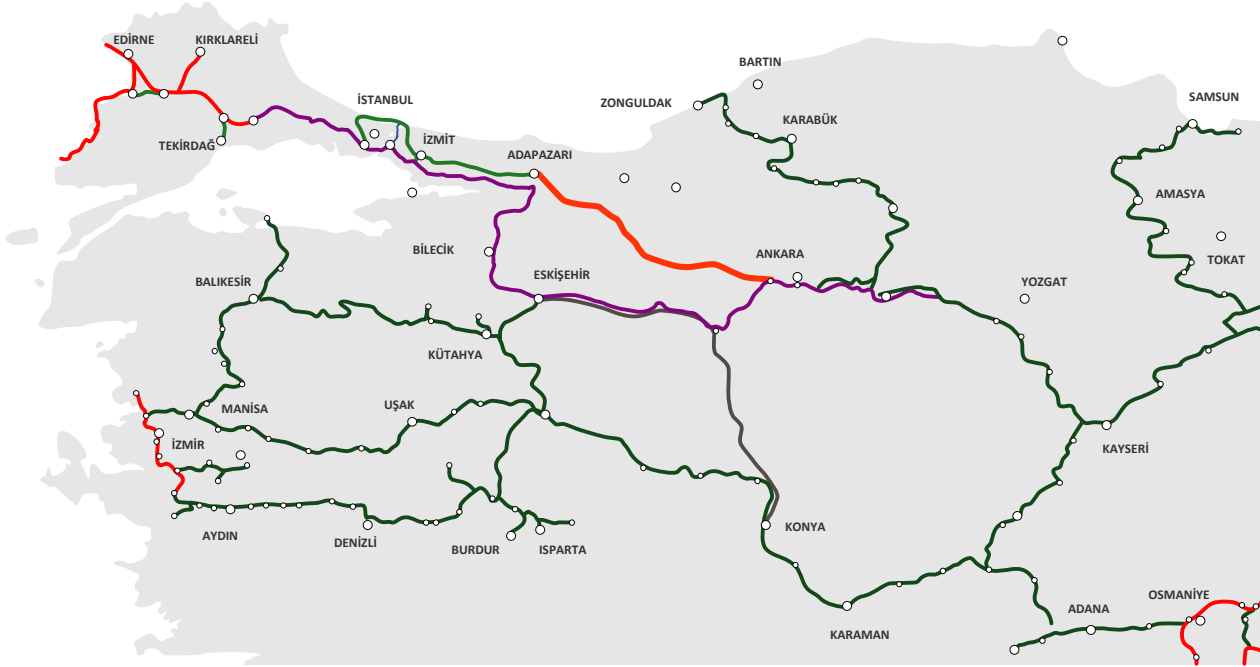 EDİRNE
KIRKLARELİ
BARTIN
İSTANBUL
ZONGULDAK
SAMSUN
KARABÜK
İZMİT
TEKİRDAĞ
ADAPAZARI
AMASYA
BİLECİK
ANKARA
TOKAT
ESKİŞEHİR
BALIKESİR
YOZGAT
KÜTAHYA
MANİSA
UŞAK
İZMİR
KAYSERİ
KONYA
AYDIN
DENİZLİ
BURDUR
ISPARTA
OSMANİYE
ADANA
KARAMAN